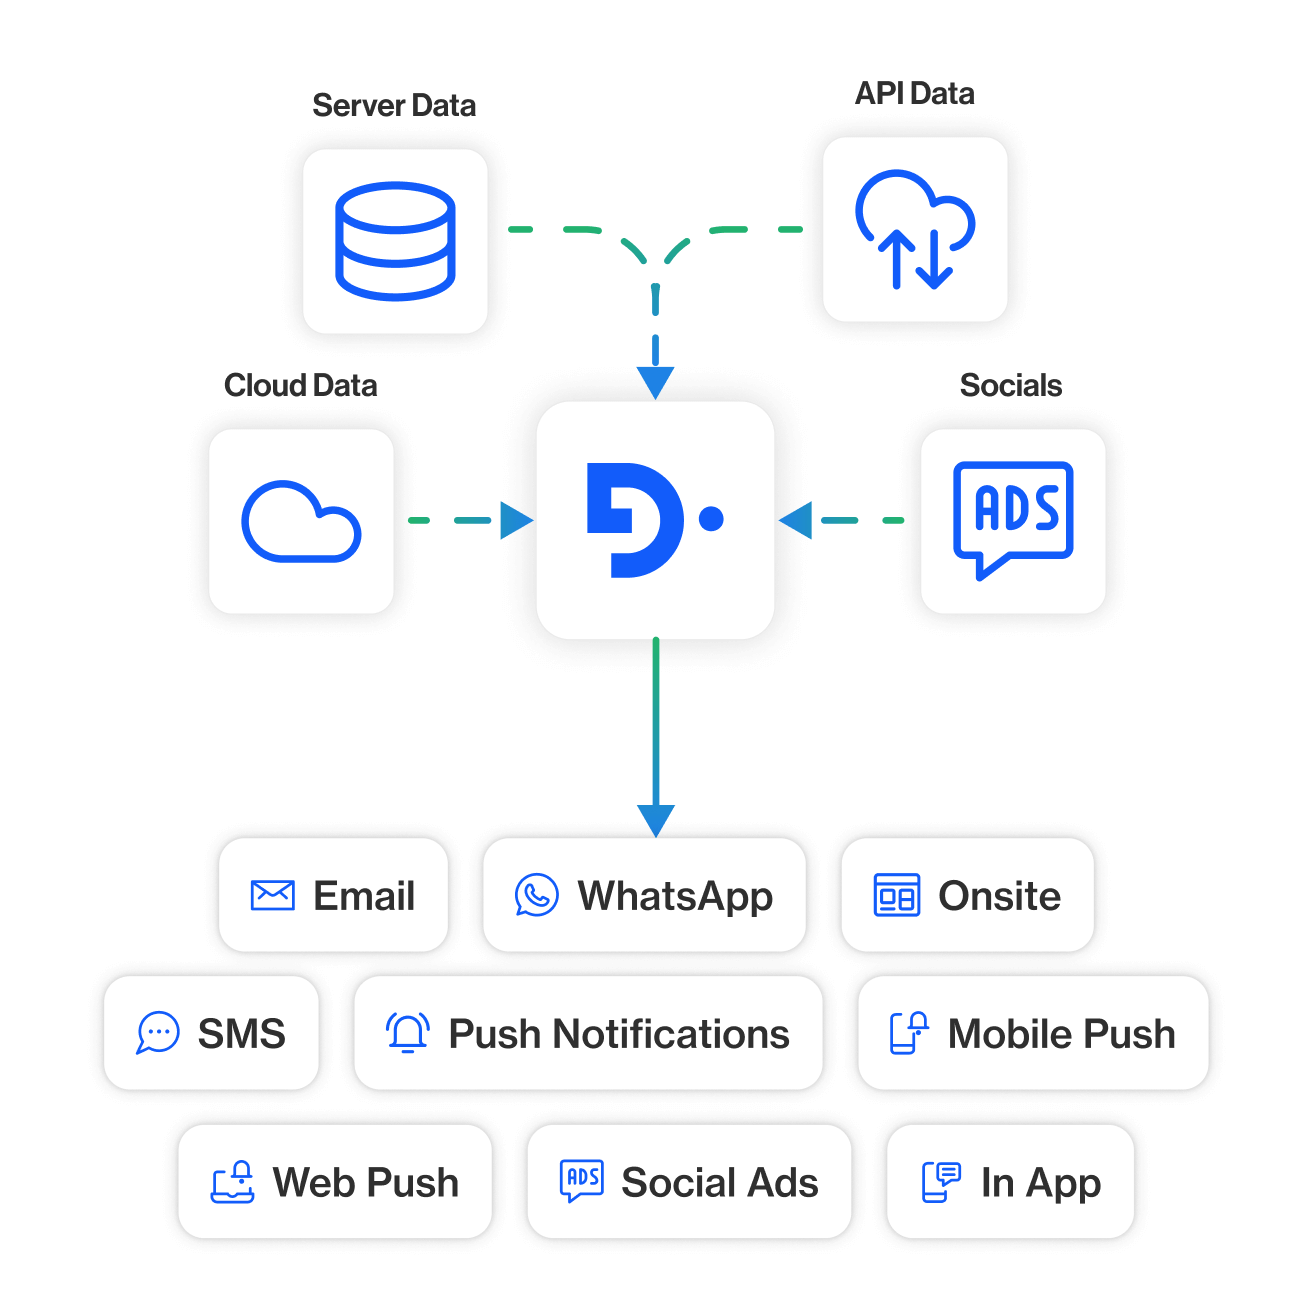 Server Data
API Data
Cloud Data
Socials
ADS
Email
WhatsApp
Onsite
SMS
Push Notifications
Mobile Push
Web Push
ADS
Social Ads
In App